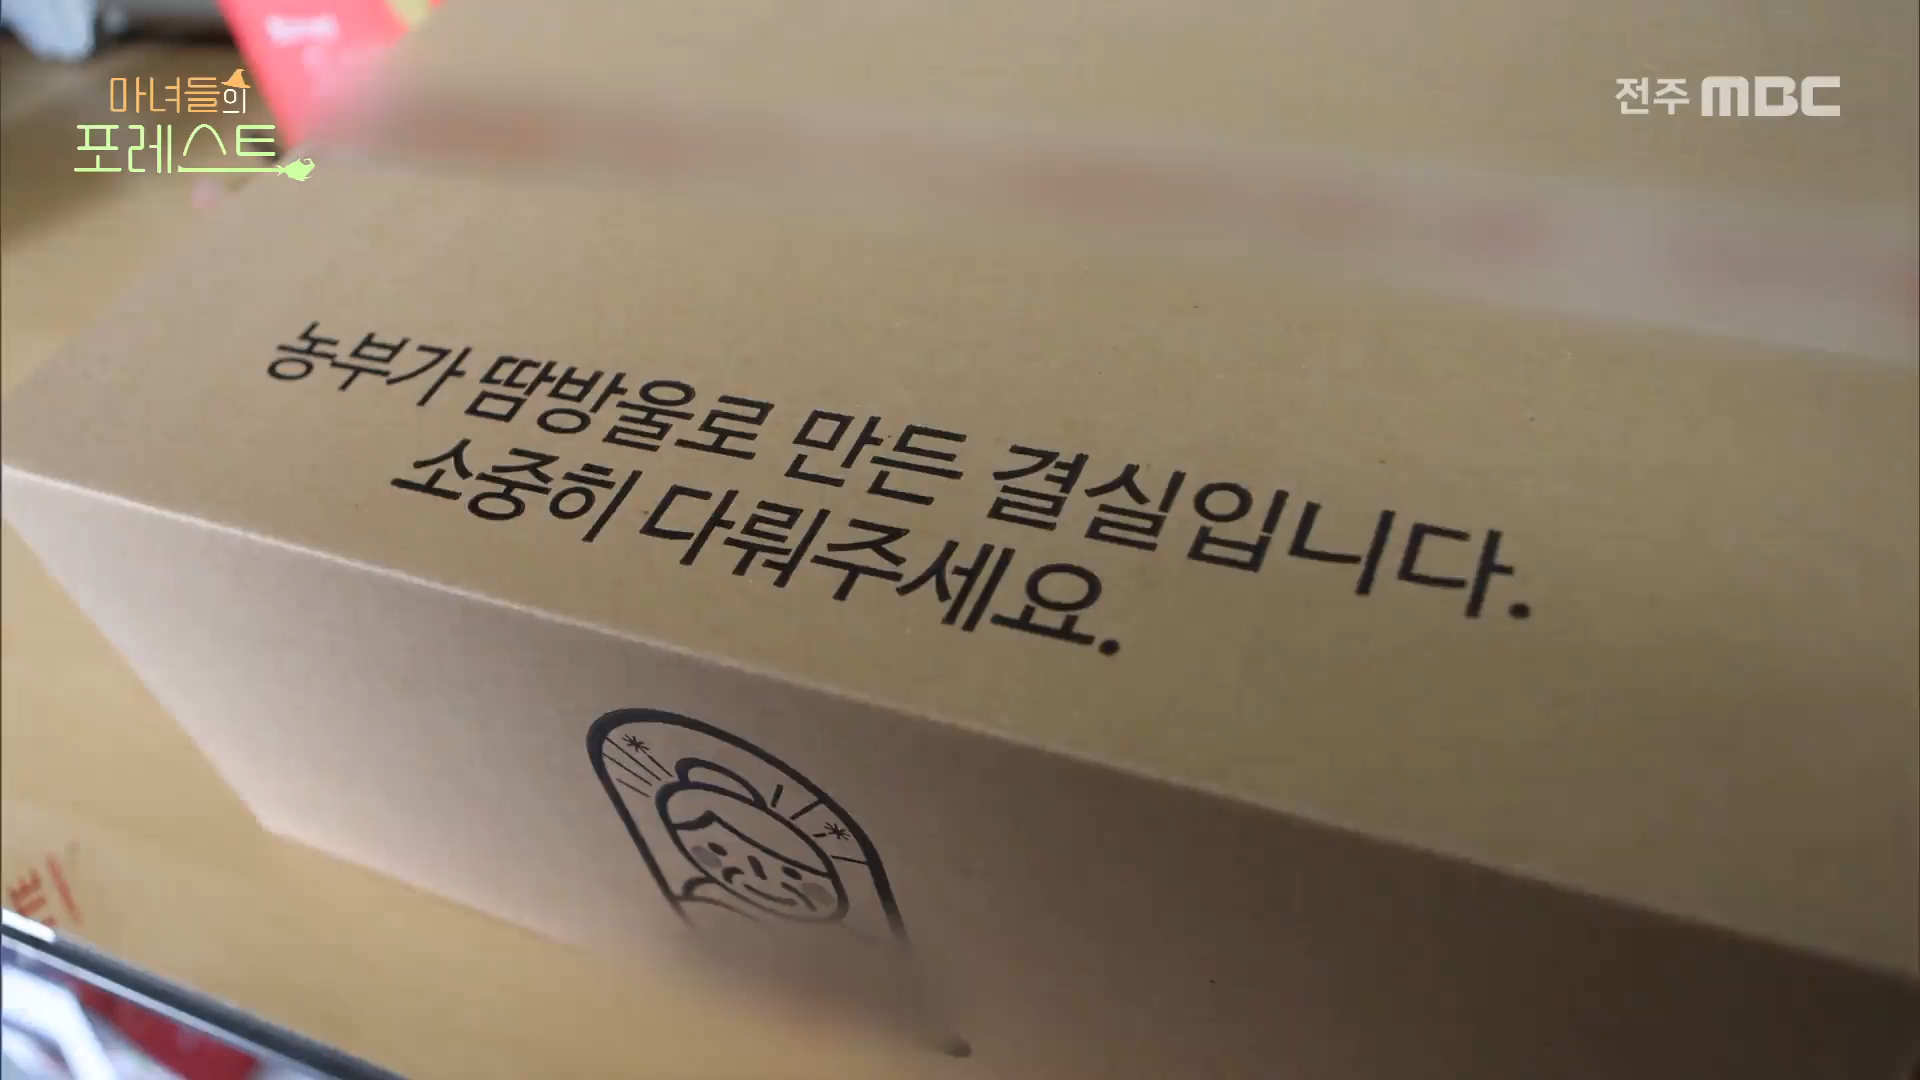 마녀들의
포레스트
전주 MBC
농부가 땀방울로 만든 결실입니다.
소중히 다뤄주세요.